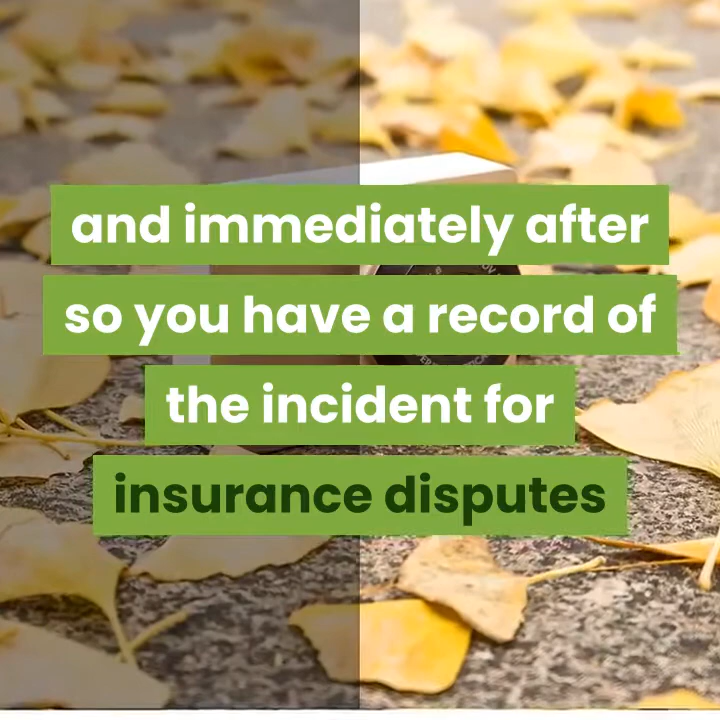 and immediately after
so you have a record of
the incident for
insurance disputes